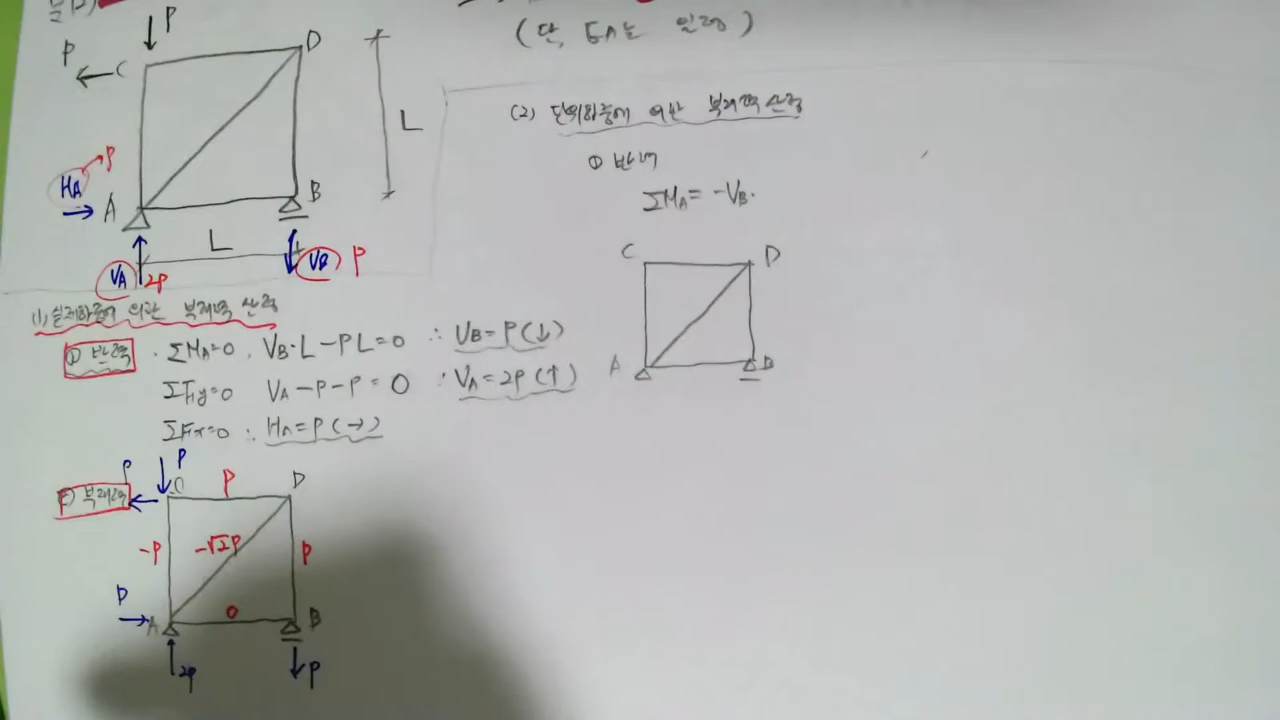 문
(단, EA는 일정)
P
P
C
D
L
HA
P
A
B
L
VA
2P
VB
P
(1) 실제하중에 의한 부재력 산정
① 반력 · ΣMA=0, VB·L-PL=0 ∴ VB=P(↓)
ΣFy=0 VA-P-P=0 ∴ VA=2P(↑)
ΣFx=0 ∴ HA=P(→)
부재력
P
P
P
D
-P
-√2P
P
P
A
0
B
2P
P
(2) 단위하중에 의한 부재력 산정
① 반력
ΣMA= -VB·
C
D
A
B